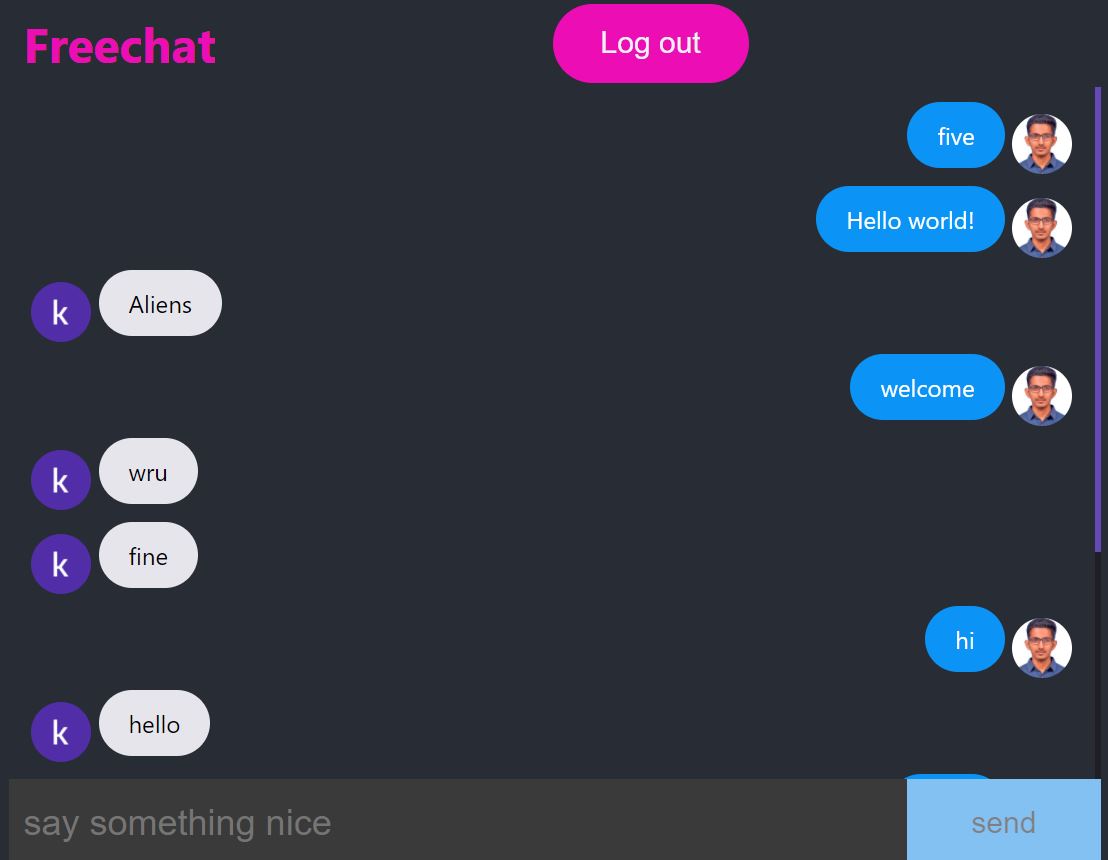 Freechat
Log out
five
Hello world!
k
Aliens
welcome
k
wru
k
fine
hi
k
hello
say something nice
send